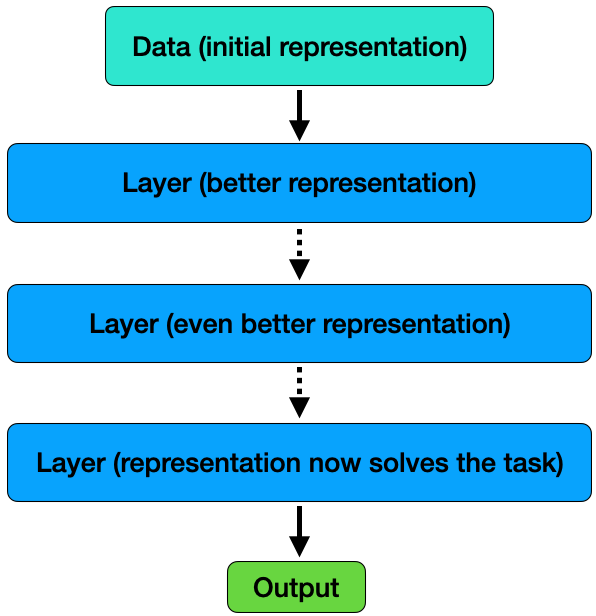 Data (initial representation)
Layer (better representation)
Layer (even better representation)
Layer (representation now solves the task)
Output